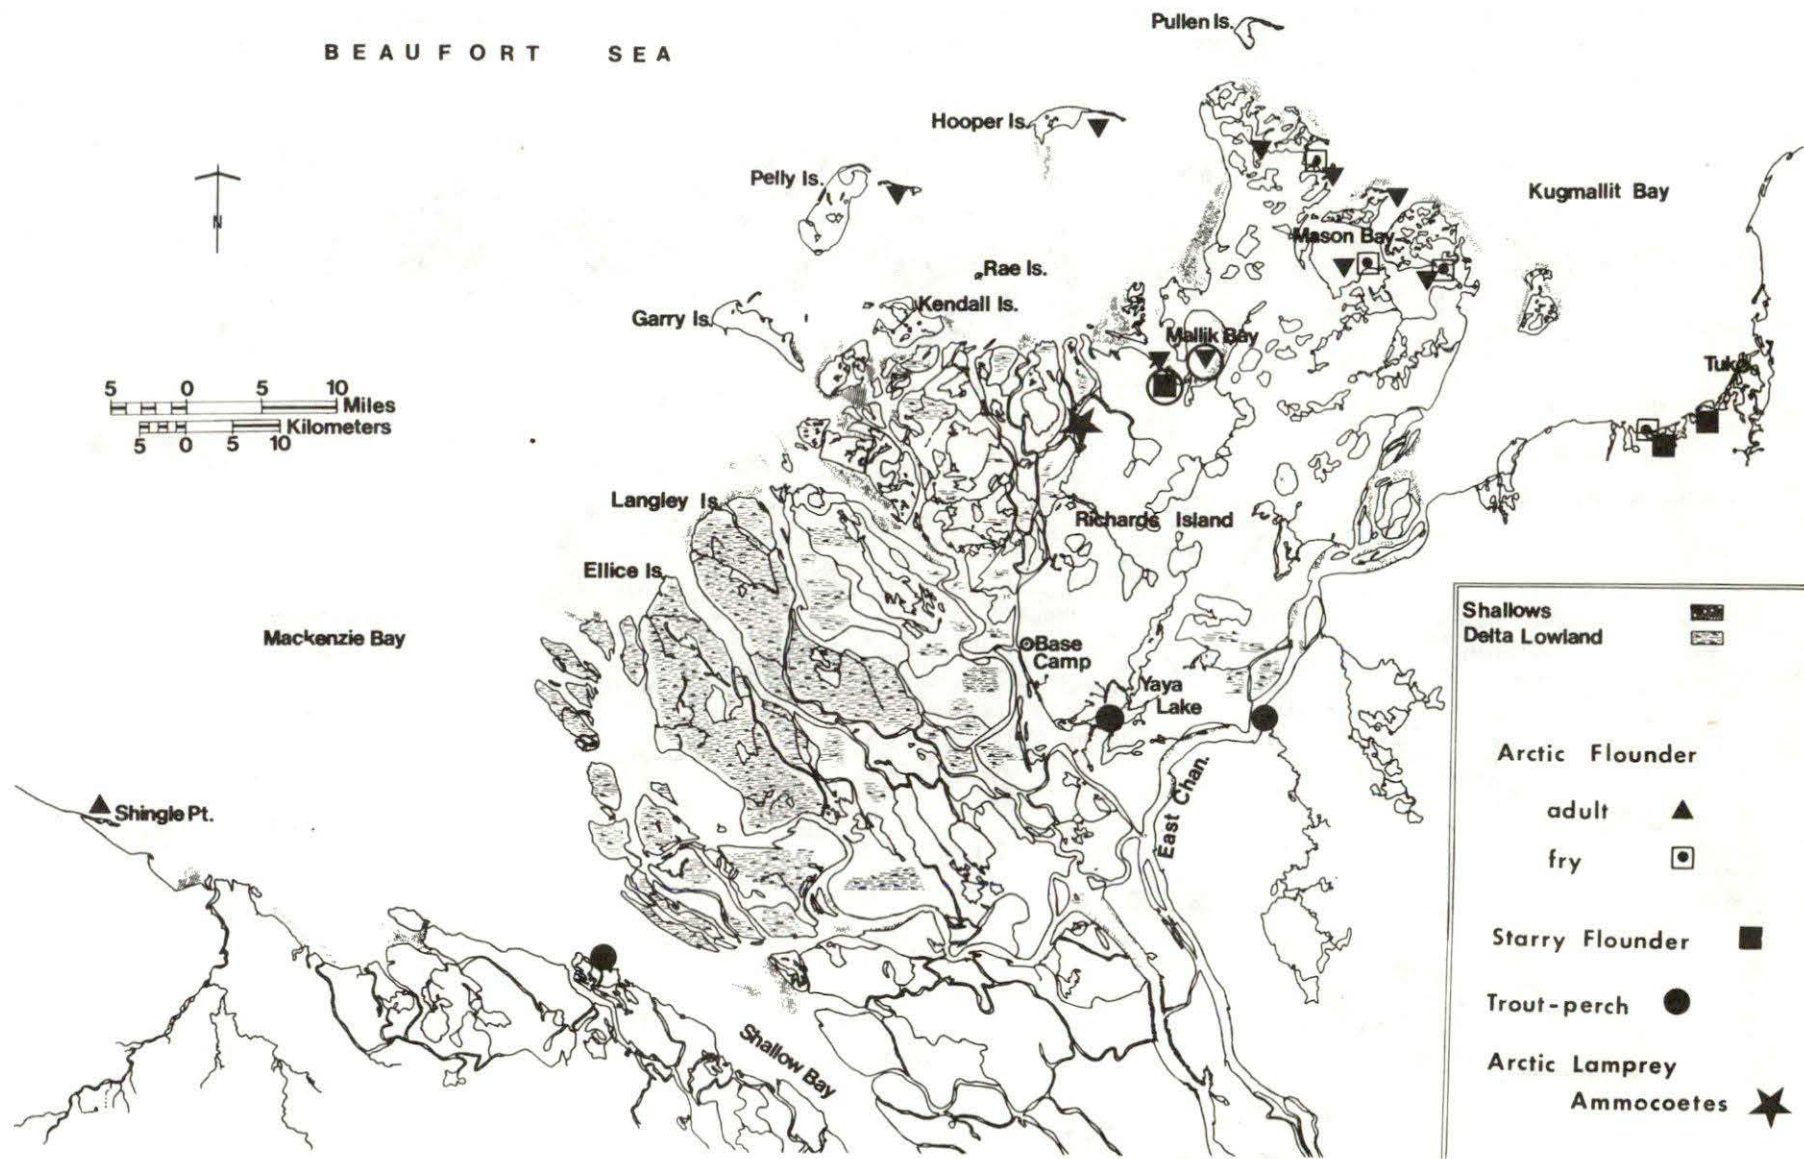 Pullen Is.
BEAUFORT SEA
Hooper Is.
Pelly Is.
Kugmallit Bay
N
Mason Bay
Rae Is.
Kendall Is.
Garry Is.
Mallik Bay
Tuk.
5 0 5 10
Miles
Kilometers
5 0 5 10
Langley Is.
Richards Island
Ellice Is.
Shallows
Delta Lowland
Mackenzie Bay
Base
Camp
Yaya
Lake
Arctic Flounder
adult
fry
East Chan.
Shingle Pt.
Starry Flounder
Trout-perch
Shallow Bay
Arctic Lamprey
Ammocoetes